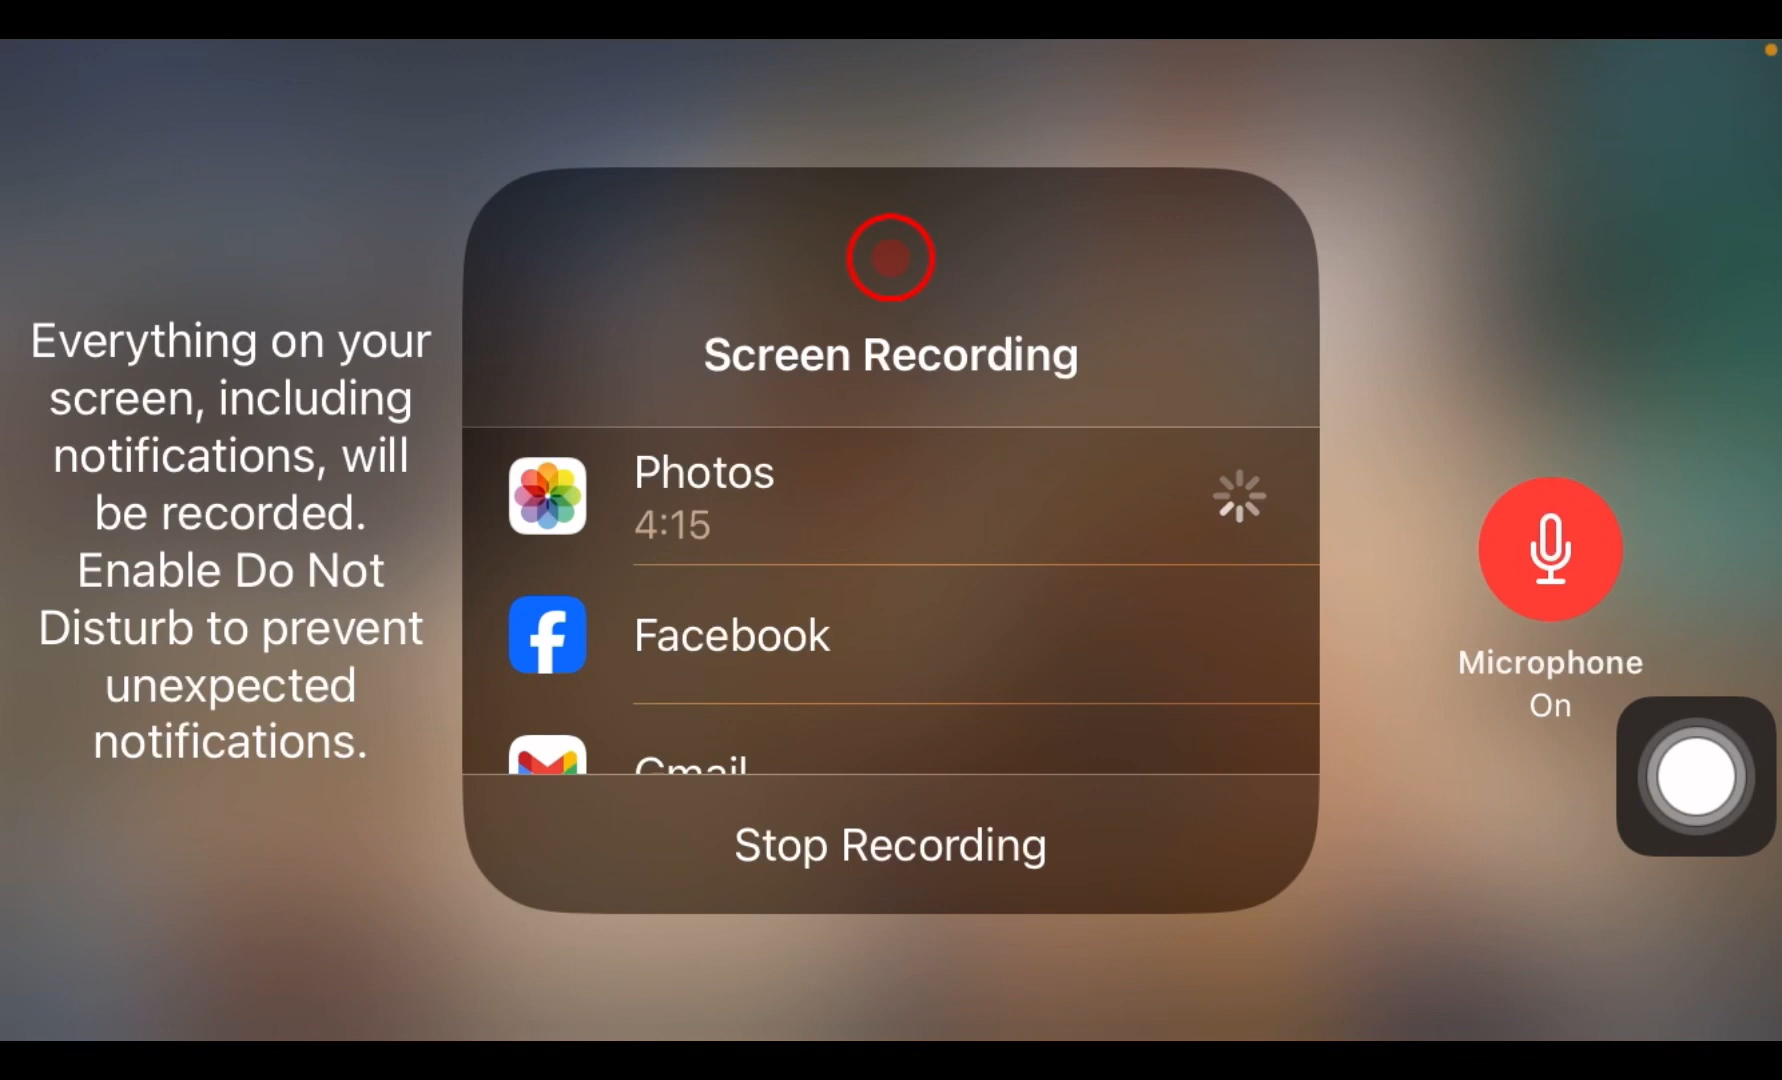 Everything on your
screen, including
notifications, will
be recorded.
Enable Do Not
Disturb to prevent
unexpected
notifications.
Screen Recording
Photos
4:15
Facebook
Gmail
Stop Recording
Microphone
On